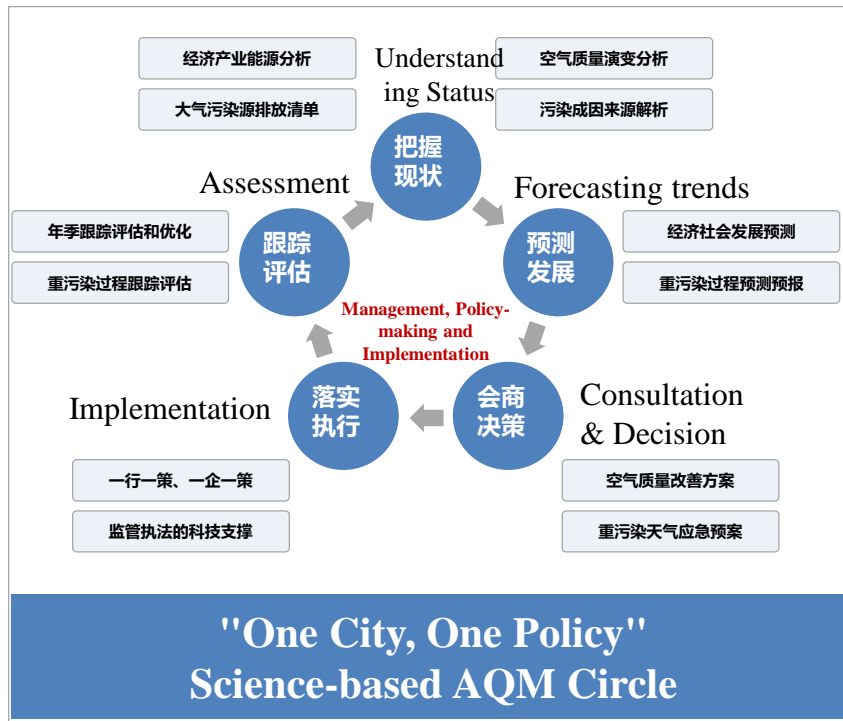 经济产业能源分析
大气污染源排放清单
Understand
ing Status
空气质量演变分析
污染成因来源解析
把握
现状
Assessment
Forecasting trends
年季跟踪评估和优化
重污染过程跟踪评估
跟踪
评估
预测
发展
经济社会发展预测
重污染过程预测预报
Management, Policy-
making and
Implementation
Implementation
落实
执行
会商
决策
Consultation
& Decision
一行一策、一企一策
监管执法的科技支撑
空气质量改善方案
重污染天气应急预案
"One City, One Policy"
Science-based AQM Circle